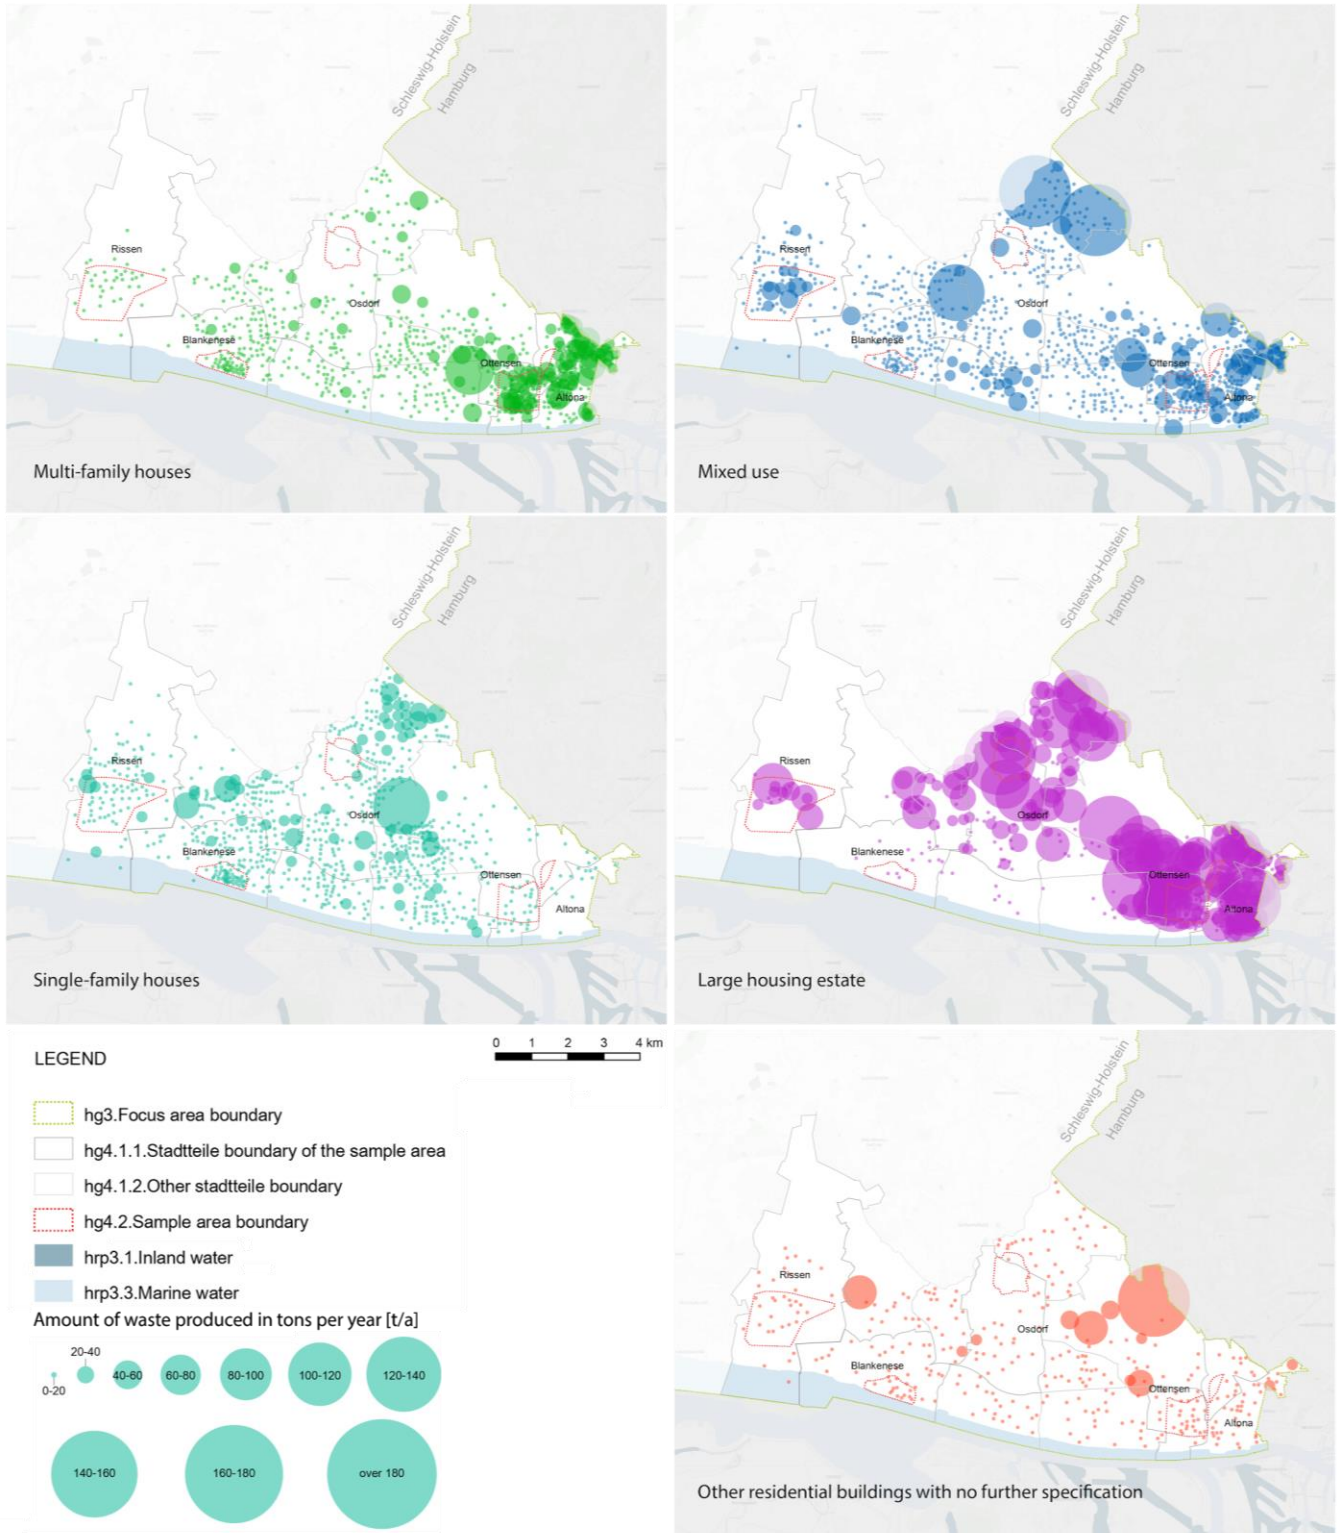 Schleswig-Holstein
Hamburg
Rissen
Osdorf
Blankenese
Ottensen
Altona
Multi-family houses
Schleswig-Holstein
Hamburg
Rissen
Osdorf
Blankenese
Ottensen
Altona
Mixed use
Schleswig-Holstein
Hamburg
Rissen
Osdorf
Blankenese
Ottensen
Altona
Single-family houses
Schleswig-Holstein
Hamburg
Rissen
Osdorf
Blankenese
Ottensen
Altona
Large housing estate
LEGEND
0 1 2 3 4 km
hg3.Focus area boundary
hg4.1.1.Stadtteile boundary of the sample area
hg4.1.2.Other stadtteile boundary
hg4.2.Sample area boundary
hrp3.1.Inland water
hrp3.3.Marine water
Amount of waste produced in tons per year [t/a]
0-20
20-40
40-60
60-80
80-100
100-120
120-140
140-160
160-180
over 180
Schleswig-Holstein
Hamburg
Rissen
Osdorf
Blankenese
Ottensen
Altona
Other residential buildings with no further specification